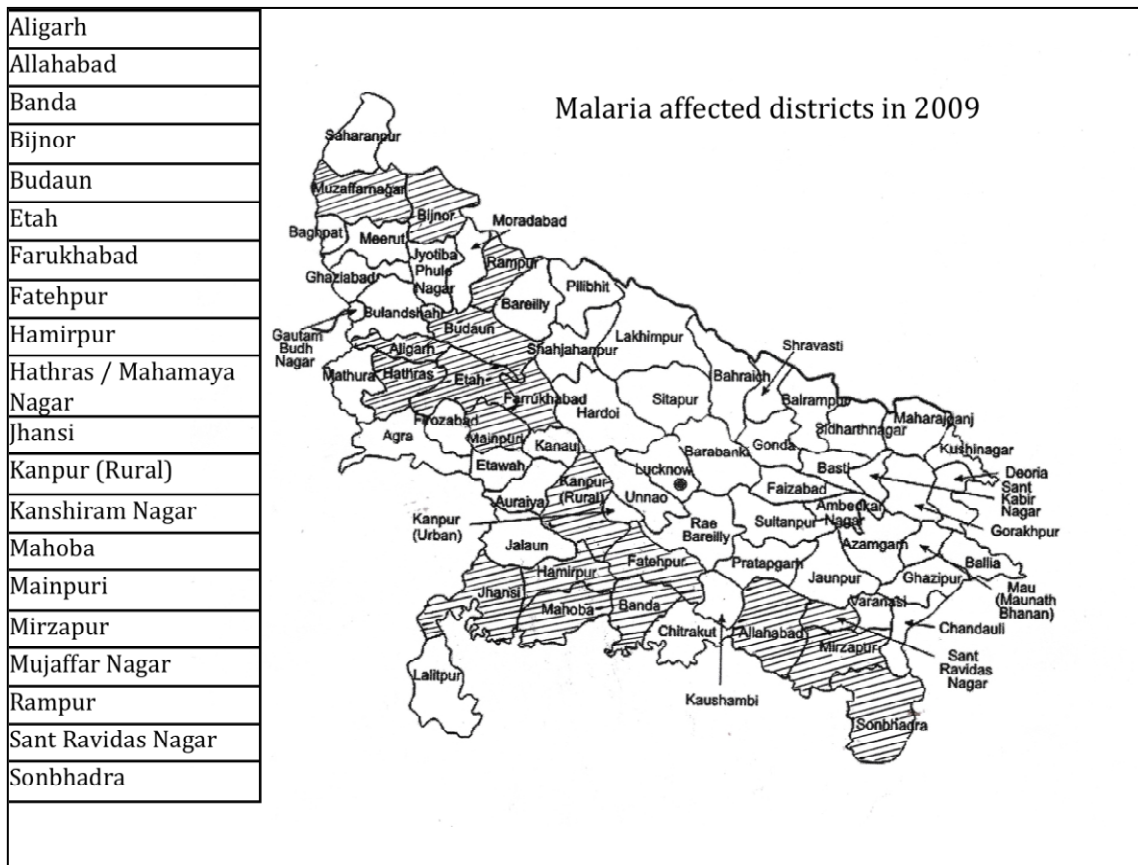 Aligarh
Allahabad
Banda
Bijnor
Budaun
Etah
Farukhabad
Fatehpur
Hamirpur
Hathras / Mahamaya
Nagar
Jhansi
Kanpur (Rural)
Kanshiram Nagar
Mahoba
Mainpuri
Mirzapur
Mujaffar Nagar
Rampur
Sant Ravidas Nagar
Sonbhadra
Malaria affected districts in 2009
Saharanpur
Muzaffarnagar
Bijnor
Moradabad
Baghpat
Meerut
Jyotiba
Phule
Nagar
Rampur
Ghaziabad
Bareilly
Pilibhit
Bulandshahr
Budaun
Gautam
Budh
Nagar
Aligarh
Shahjahanpur
Lakhimpur
Shravasti
Mathura
Hathras
Etah
Farrukhabad
Hardoi
Sitapur
Bahraich
Balrampur
Maharajganj
Agra
Firozabad
Mainpuri
Kanauj
Gonda
Sidharthnagar
Kushinagar
Etawah
Kanpur
(Rural)
Lucknow
Barabanki
Basti
Deoria
Sant
Kabir
Nagar
Auraiya
Unnao
Faizabad
Ambedkar
Nagar
Gorakhpur
Kanpur
(Urban)
Rae
Bareilly
Sultanpur
Azamgarh
Jalaun
Fatehpur
Pratapgarh
Jaunpur
Ghazipur
Ballia
Mau
(Maunath
Bhanan)
Jhansi
Hamirpur
Mahoba
Banda
Chitrakut
Allahabad
Mirzapur
Varanasi
Chandauli
Sant
Ravidas
Nagar
Lalitpur
Kaushambi
Sonbhadra